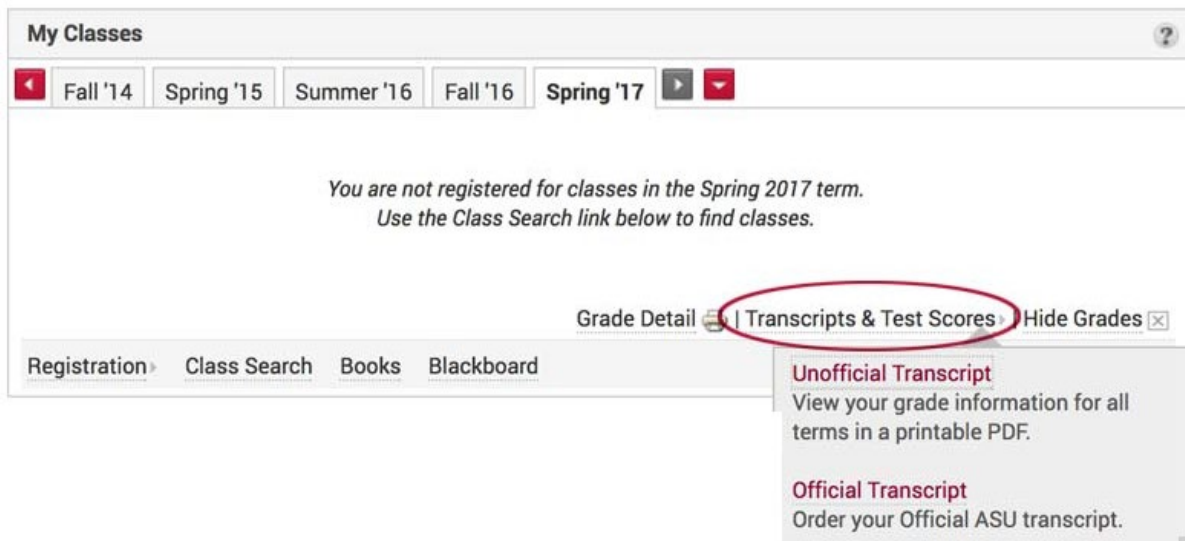 My Classes ?
Fall '14 Spring '15 Summer '16 Fall '16 Spring '17
You are not registered for classes in the Spring 2017 term.
Use the Class Search link below to find classes.
Grade Detail | Transcripts & Test Scores | Hide Grades
Registration Class Search Books Blackboard
Unofficial Transcript
View your grade information for all
terms in a printable PDF.
Official Transcript
Order your Official ASU transcript.